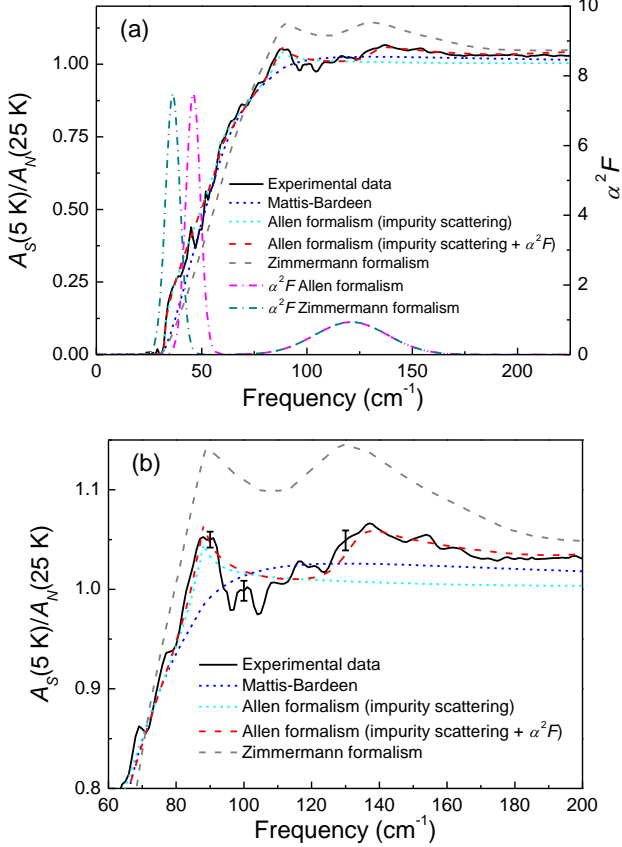 (a)
A_S(5 K)/A_N(25 K)
1.00
0.75
0.50
0.25
0.00
10
8
6
4
2
0
α²F
Experimental data
Mattis-Bardeen
Allen formalism (impurity scattering)
Allen formalism (impurity scattering + α²F)
Zimmermann formalism
α²F Allen formalism
α²F Zimmermann formalism
0 50 100 150 200
Frequency (cm⁻¹)
(b)
A_S(5 K)/A_N(25 K)
1.1
1.0
0.9
0.8
Experimental data
Mattis-Bardeen
Allen formalism (impurity scattering)
Allen formalism (impurity scattering + α²F)
Zimmermann formalism
60 80 100 120 140 160 180 200
Frequency (cm⁻¹)